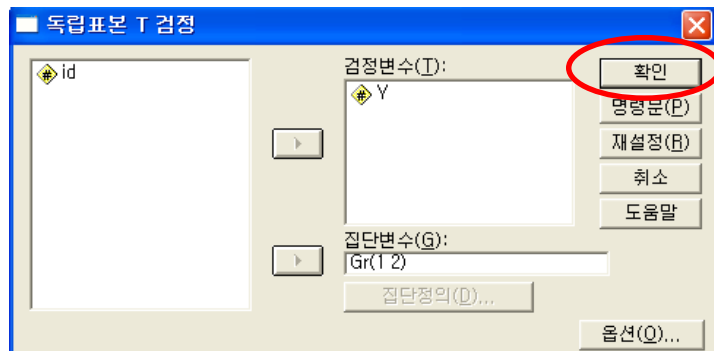 독립표본 T 검정
id
검정변수(T):
Y
집단변수(G):
Gr(1 2)
집단정의(D)...
확인
명령문(P)
재설정(R)
취소
도움말
옵션(O)...